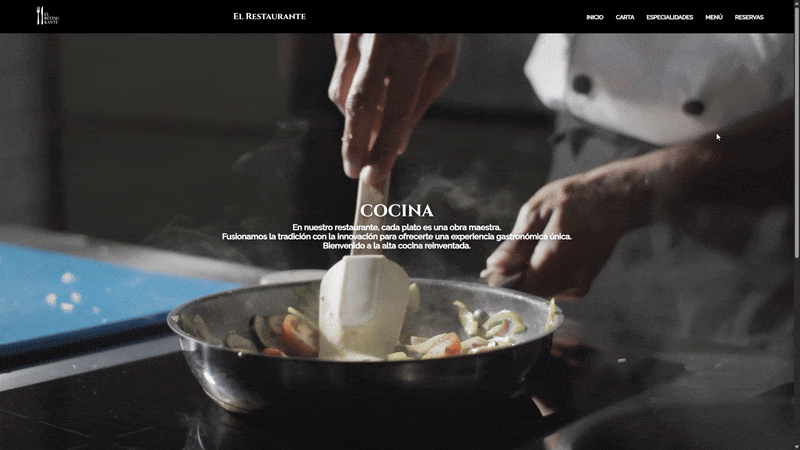 EL
RESTAU
RANTE
El Restaurante
INICIO CARTA ESPECIALIDADES MENÚ RESERVAS
COCINA
En nuestro restaurante, cada plato es una obra maestra.
Fusionamos la tradición con la innovación para ofrecerte una experiencia gastronómica única.
Bienvenido a la alta cocina reinventada.